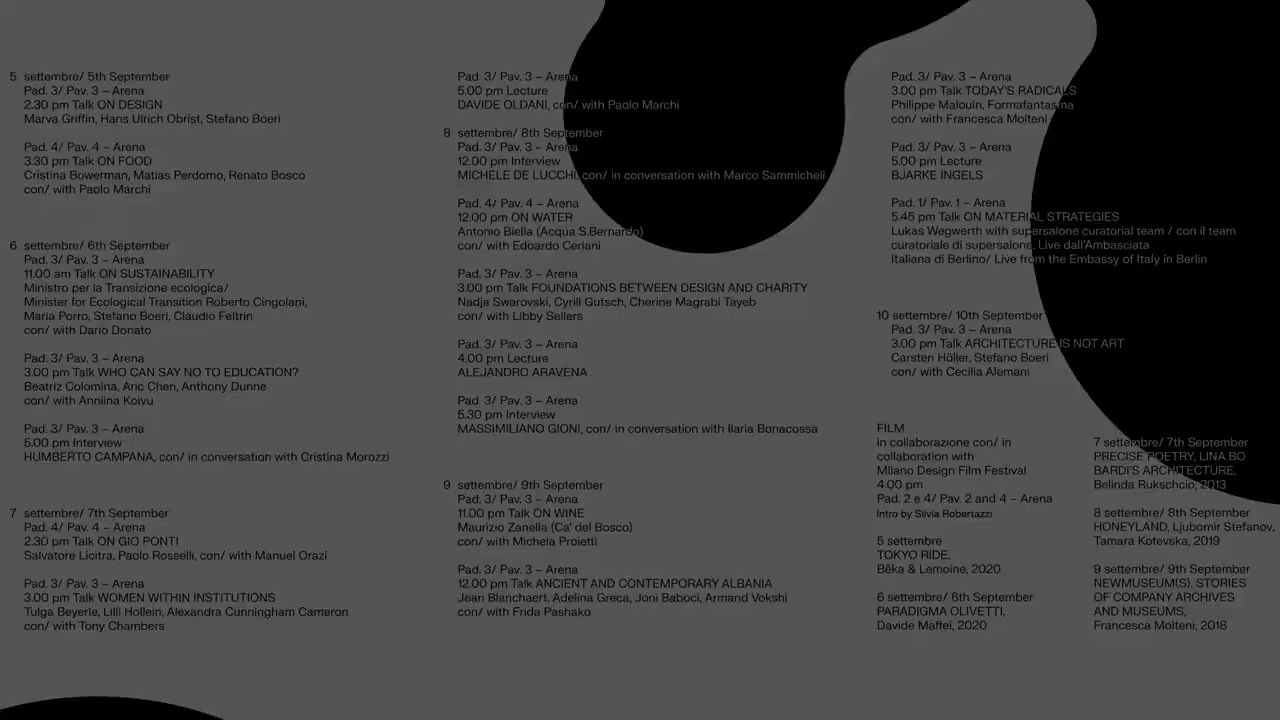 5 settembre/ 5th September
Pad. 3/ Pav. 3 – Arena
2.30 pm Talk ON DESIGN
Marva Griffin, Hans Ulrich Obrist, Stefano Boeri
Pad. 4/ Pav. 4 – Arena
3.30 pm Talk ON FOOD
Cristina Bowerman, Matias Perdomo, Renato Bosco
con/ with Paolo Marchi
6 settembre/ 6th September
Pad. 3/ Pav. 3 – Arena
11.00 am Talk ON SUSTAINABILITY
Ministro per la Transizione ecologica/
Minister for Ecological Transition Roberto Cingolani,
Maria Porro, Stefano Boeri, Claudio Feltrin
con/ with Dario Donato
Pad. 3/ Pav. 3 – Arena
3.00 pm Talk WHO CAN SAY NO TO EDUCATION?
Beatriz Colomina, Aric Chen, Anthony Dunne
con/ with Anniina Koivu
Pad. 3/ Pav. 3 – Arena
5.00 pm Interview
HUMBERTO CAMPANA, con/ in conversation with Cristina Morozzi
7 settembre/ 7th September
Pad. 4/ Pav. 4 – Arena
2.30 pm Talk ON GIO PONTI
Salvatore Licitra, Paolo Rosselli, con/ with Manuel Orazi
Pad. 3/ Pav. 3 – Arena
3.00 pm Talk WOMEN WITHIN INSTITUTIONS
Tulga Beyerle, Lilli Hollein, Alexandra Cunningham Cameron
con/ with Tony Chambers
Pad. 3/ Pav. 3 – Arena
5.00 pm Lecture
DAVIDE OLDANI, con/ with Paolo Marchi
8 settembre/ 8th September
Pad. 3/ Pav. 3 – Arena
12.00 pm Interview
MICHELE DE LUCCHI, con/ in conversation with Marco Sammicheli
Pad. 4/ Pav. 4 – Arena
12.00 pm ON WATER
Antonio Biella (Acqua S.Bernardo)
con/ with Edoardo Ceriani
Pad. 3/ Pav. 3 – Arena
3.00 pm Talk FOUNDATIONS BETWEEN DESIGN AND CHARITY
Nadja Swarovski, Cyrill Gutsch, Cherine Magrabi Tayeb
con/ with Libby Sellers
Pad. 3/ Pav. 3 – Arena
4.00 pm Lecture
ALEJANDRO ARAVENA
Pad. 3/ Pav. 3 – Arena
5.30 pm Interview
MASSIMILIANO GIONI, con/ in conversation with Ilaria Bonacossa
9 settembre/ 9th September
Pad. 3/ Pav. 3 – Arena
11.00 pm Talk ON WINE
Maurizio Zanella (Ca' del Bosco)
con/ with Michela Proietti
Pad. 3/ Pav. 3 – Arena
12.00 pm Talk ANCIENT AND CONTEMPORARY ALBANIA
Jean Blanchaert, Adelina Greca, Joni Baboci, Armand Vokshi
con/ with Frida Pashako
Pad. 3/ Pav. 3 – Arena
3.00 pm Talk TODAY'S RADICALS
Philippe Malouin, Formafantasma
con/ with Francesca Molteni
Pad. 3/ Pav. 3 – Arena
5.00 pm Lecture
BJARKE INGELS
Pad. 1/ Pav. 1 – Arena
5.45 pm Talk ON MATERIAL STRATEGIES
Lukas Wegwerth with supersalone curatorial team / con il team
curatoriale di supersalone. Live dall'Ambasciata
Italiana di Berlino/ Live from the Embassy of Italy in Berlin
10 settembre/ 10th September
Pad. 3/ Pav. 3 – Arena
3.00 pm Talk ARCHITECTURE IS NOT ART
Carsten Höller, Stefano Boeri
con/ with Cecilia Alemani
FILM
in collaborazione con/ in
collaboration with
Milano Design Film Festival
4.00 pm
Pad. 2 e 4/ Pav. 2 and 4 – Arena
Intro by Silvia Robertazzi
5 settembre
TOKYO RIDE,
Bêka & Lemoine, 2020
6 settembre/ 6th September
PARADIGMA OLIVETTI,
Davide Maffei, 2020
7 settembre/ 7th September
PRECISE POETRY, LINA BO
BARDI'S ARCHITECTURE,
Belinda Rukschcio, 2013
8 settembre/ 8th September
HONEYLAND, Ljubomir Stefanov,
Tamara Kotevska, 2019
9 settembre/ 9th September
NEWMUSEUM(S). STORIES
OF COMPANY ARCHIVES
AND MUSEUMS,
Francesca Molteni, 2018